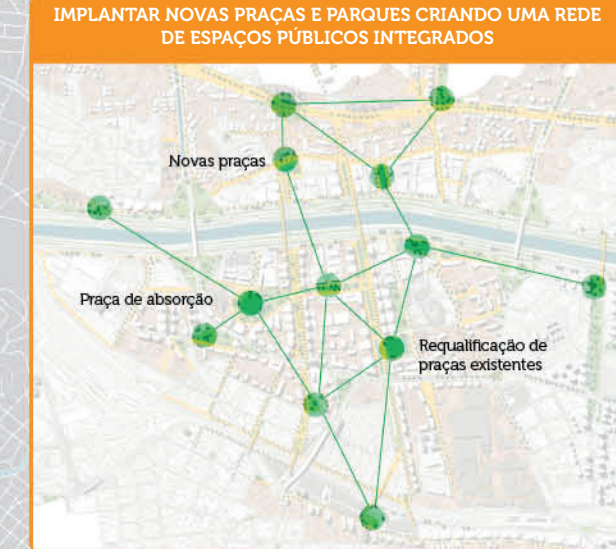 IMPLANTAR NOVAS PRAÇAS E PARQUES CRIANDO UMA REDE
DE ESPAÇOS PÚBLICOS INTEGRADOS
Novas praças
Praça de absorção
Requalificação de
praças existentes